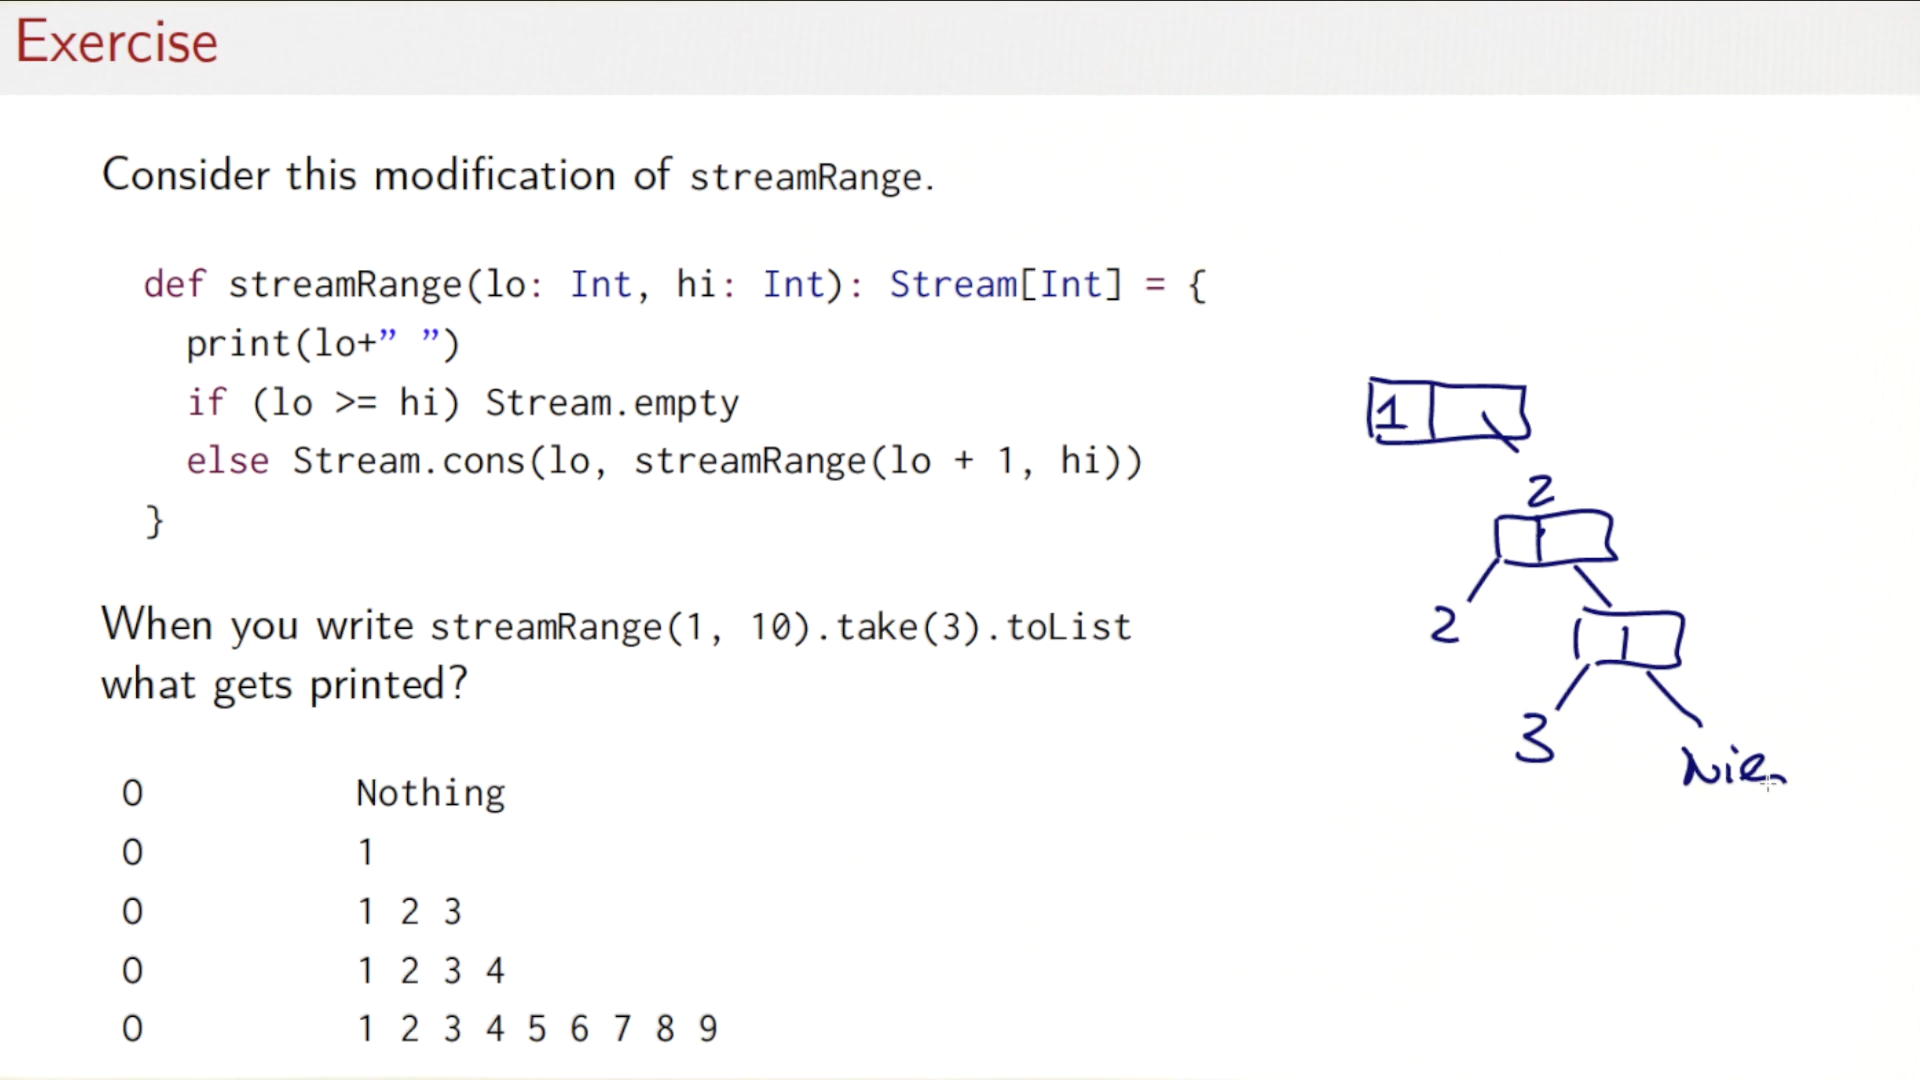 Exercise
Consider this modification of streamRange.
def streamRange(lo: Int, hi: Int): Stream[Int] = {
print(lo+” ”)
if (lo >= hi) Stream.empty
else Stream.cons(lo, streamRange(lo + 1, hi))
}
When you write streamRange(1, 10).take(3).toList
what gets printed?
O Nothing
O 1
O 1 2 3
O 1 2 3 4
O 1 2 3 4 5 6 7 8 9
1
2
2
3